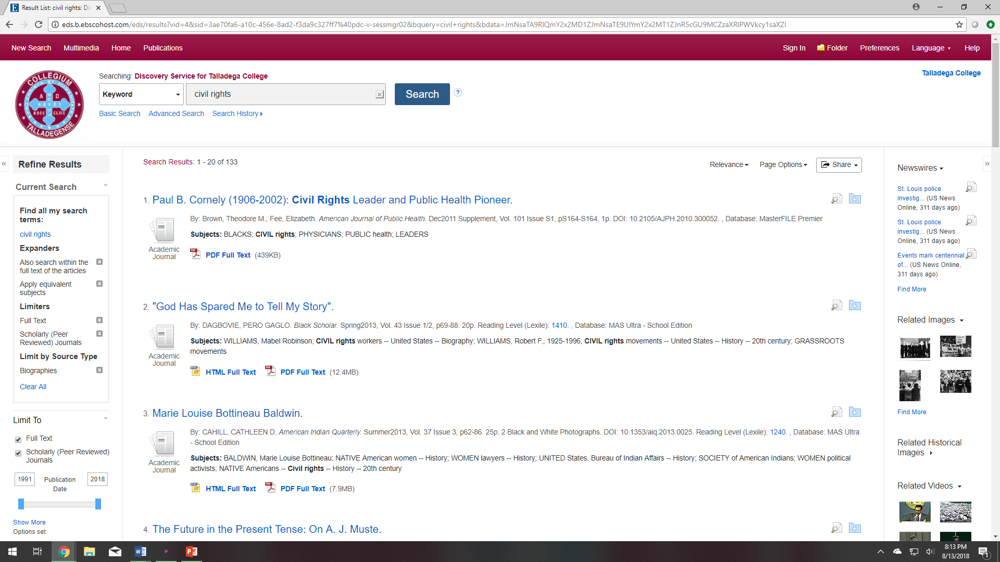 Result List: civil rights: Dis
eds.b.ebscohost.com/eds/results?vid=4&sid=3ae70fa6-a10c-456e-8ad2-f3da9c327ff7%40pdc-v-sessmgr02&bquery=civil+rights&bdata=JmNsaTA9RlQmY2x2MD1ZJmNsaTE9UlYmY2x2MT1ZJnR5cGU9MCZzaXRlPWVkcy1saXZl
New Search Multimedia Home Publications Sign In Folder Preferences Language Help
COLLEGIUM
TALLADEGENSE
A D
MDCC CLXIX
Searching: Discovery Service for Talladega College
Talladega College
Keyword civil rights Search ?
Basic Search Advanced Search Search History
Refine Results
Current Search
Find all my search
terms:
civil rights
Expanders
Also search within the
full text of the articles
Apply equivalent
subjects
Limiters
Full Text
Scholarly (Peer
Reviewed) Journals
Limit by Source Type
Biographies
Clear All
Limit To
Full Text
Scholarly (Peer Reviewed)
Journals
1991 Publication 2018
Date
Show More
Options set
Search Results: 1 - 20 of 133
Relevance Page Options Share
1. Paul B. Cornely (1906-2002): Civil Rights Leader and Public Health Pioneer.
By: Brown, Theodore M.; Fee, Elizabeth. American Journal of Public Health. Dec2011 Supplement, Vol. 101 Issue S1, pS164-S164. 1p. DOI: 10.2105/AJPH.2010.300052. , Database: MasterFILE Premier
Subjects: BLACKS; CIVIL rights; PHYSICIANS; PUBLIC health; LEADERS
Academic
Journal
PDF Full Text (439KB)
2. "God Has Spared Me to Tell My Story".
By: DAGBOVIE, PERO GAGLO. Black Scholar. Spring2013, Vol. 43 Issue 1/2, p69-88. 20p. Reading Level (Lexile): 1410. , Database: MAS Ultra - School Edition
Subjects: WILLIAMS, Mabel Robinson; CIVIL rights workers -- United States -- Biography; WILLIAMS, Robert F., 1925-1996; CIVIL rights movements -- United States -- History -- 20th century; GRASSROOTS
movements
Academic
Journal
HTML Full Text PDF Full Text (12.4MB)
3. Marie Louise Bottineau Baldwin.
By: CAHILL, CATHLEEN D. American Indian Quarterly. Summer2013, Vol. 37 Issue 3, p62-86. 25p. 2 Black and White Photographs. DOI: 10.1353/aiq.2013.0025. Reading Level (Lexile): 1240. , Database: MAS Ultra
- School Edition
Subjects: BALDWIN, Marie Louise Bottineau; NATIVE American women -- History; WOMEN lawyers -- History; UNITED States. Bureau of Indian Affairs -- History; SOCIETY of American Indians; WOMEN political
activists; NATIVE Americans -- Civil rights -- History -- 20th century
Academic
Journal
HTML Full Text PDF Full Text (7.9MB)
4. The Future in the Present Tense: On A. J. Muste.
Newswires
St. Louis police
investig... (US News
Online, 311 days ago)
St. Louis police
investig... (US News
Online, 311 days ago)
Events mark centennial
of... (US News Online,
311 days ago)
Find More
Related Images
Find More
Related Historical
Images
Related Videos
8:13 PM
8/13/2018
1